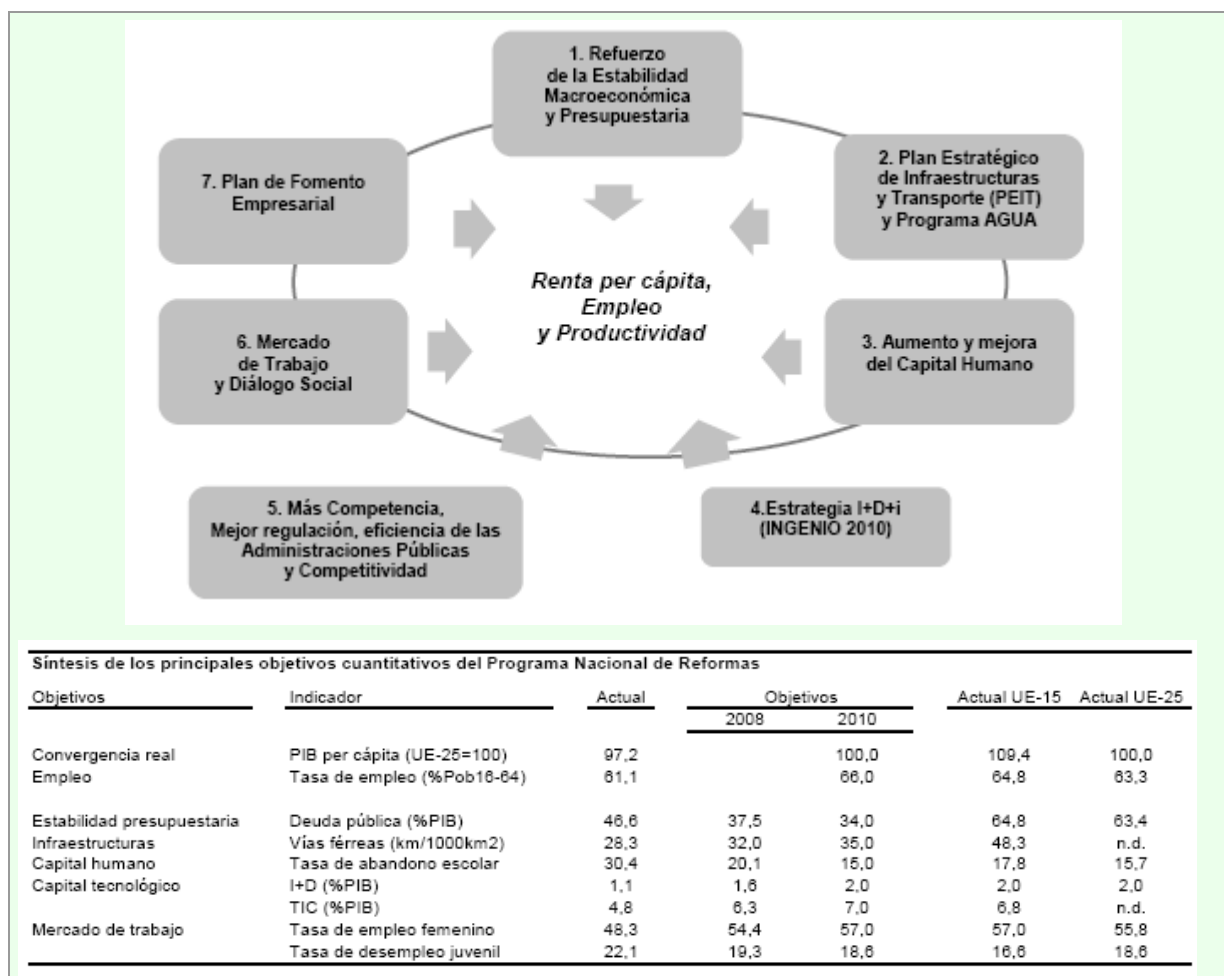 1. Refuerzo
de la Estabilidad
Macroeconómica
y Presupuestaria
2. Plan Estratégico
de Infraestructuras
y Transporte (PEIT)
y Programa AGUA
3. Aumento y mejora
del Capital Humano
4.Estrategia I+D+i
(INGENIO 2010)
5. Más Competencia,
Mejor regulación, eficiencia de las
Administraciones Públicas
y Competitividad
6. Mercado
de Trabajo
y Diálogo Social
7. Plan de Fomento
Empresarial
Renta per cápita,
Empleo
y Productividad
Síntesis de los principales objetivos cuantitativos del Programa Nacional de Reformas
Objetivos Indicador Actual Objetivos Actual UE-15 Actual UE-25
2008 2010
Convergencia real PIB per cápita (UE-25=100) 97,2 100,0 109,4 100,0
Empleo Tasa de empleo (%Pob16-64) 61,1 66,0 64,8 63,3
Estabilidad presupuestaria Deuda pública (%PIB) 46,6 37,5 34,0 64,8 63,4
Infraestructuras Vías férreas (km/1000km2) 28,3 32,0 35,0 48,3 n.d.
Capital humano Tasa de abandono escolar 30,4 20,1 15,0 17,8 15,7
Capital tecnológico I+D (%PIB) 1,1 1,6 2,0 2,0 2,0
TIC (%PIB) 4,8 6,3 7,0 6,8 n.d.
Mercado de trabajo Tasa de empleo femenino 48,3 54,4 57,0 57,0 55,8
Tasa de desempleo juvenil 22,1 19,3 18,6 16,6 18,6